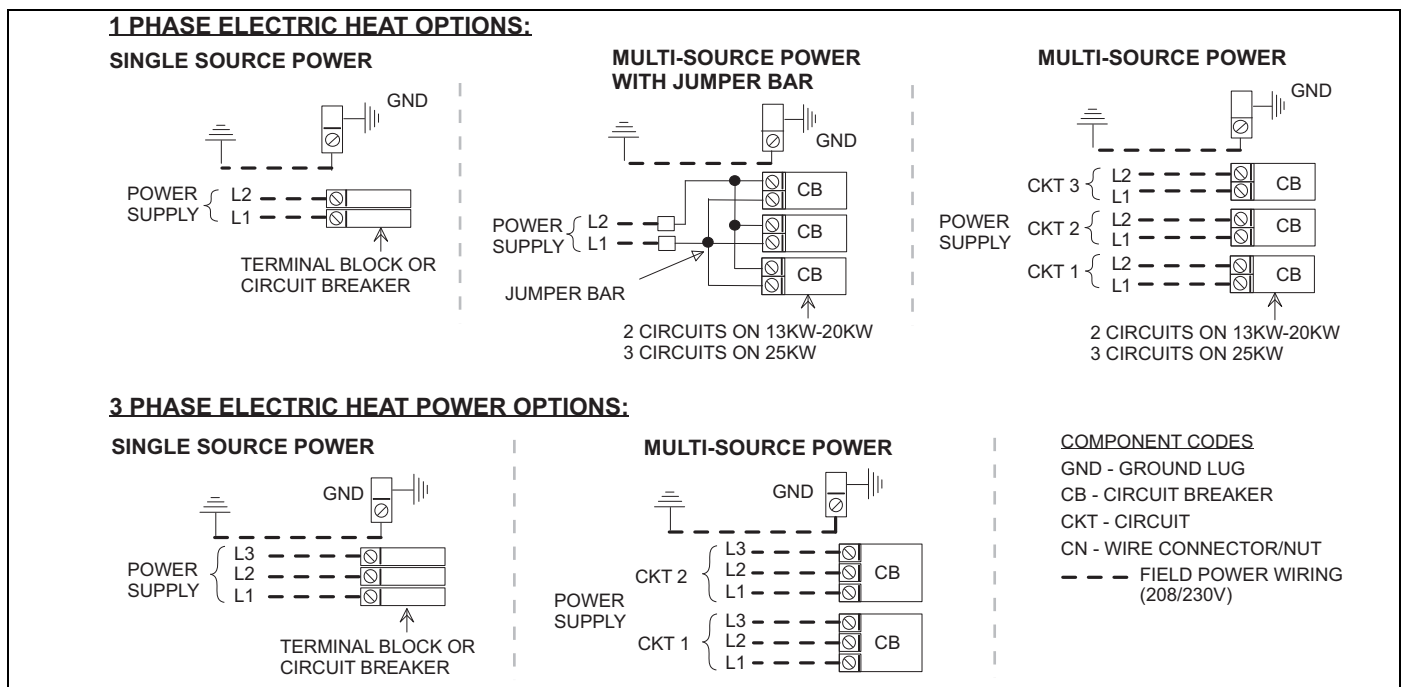 1 PHASE ELECTRIC HEAT OPTIONS:
SINGLE SOURCE POWER
GND
POWER
SUPPLY
L2
L1
TERMINAL BLOCK OR
CIRCUIT BREAKER
MULTI-SOURCE POWER
WITH JUMPER BAR
GND
POWER
SUPPLY
L2
L1
CB
CB
CB
JUMPER BAR
2 CIRCUITS ON 13KW-20KW
3 CIRCUITS ON 25KW
MULTI-SOURCE POWER
GND
POWER
SUPPLY
CKT 3
L2
L1
CB
CKT 2
L2
L1
CB
CKT 1
L2
L1
CB
2 CIRCUITS ON 13KW-20KW
3 CIRCUITS ON 25KW
3 PHASE ELECTRIC HEAT POWER OPTIONS:
SINGLE SOURCE POWER
GND
POWER
SUPPLY
L3
L2
L1
TERMINAL BLOCK OR
CIRCUIT BREAKER
MULTI-SOURCE POWER
GND
POWER
SUPPLY
CKT 2
L3
L2
L1
CB
CKT 1
L3
L2
L1
CB
COMPONENT CODES
GND - GROUND LUG
CB - CIRCUIT BREAKER
CKT - CIRCUIT
CN - WIRE CONNECTOR/NUT
FIELD POWER WIRING
(208/230V)